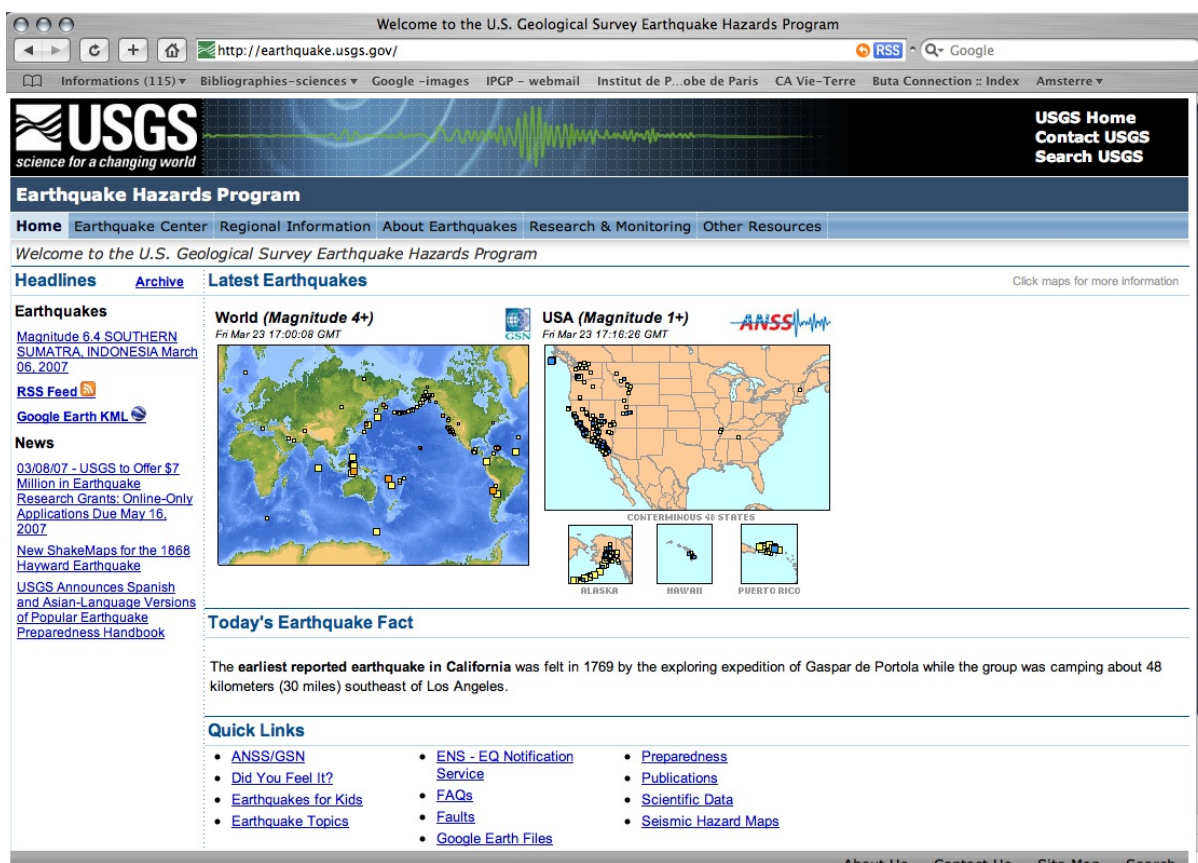 Welcome to the U.S. Geological Survey Earthquake Hazards Program
http://earthquake.usgs.gov/
RSS
Google
Informations (115)
Bibliographies-sciences
Google -images
IPGP - webmail
Institut de P...obe de Paris
CA Vie-Terre
Buta Connection :: Index
Amsterre
USGS
science for a changing world
USGS Home
Contact USGS
Search USGS
Earthquake Hazards Program
Home Earthquake Center Regional Information About Earthquakes Research & Monitoring Other Resources
Welcome to the U.S. Geological Survey Earthquake Hazards Program
Headlines Archive
Earthquakes
Magnitude 6.4 SOUTHERN
SUMATRA, INDONESIA March
06, 2007
RSS Feed
Google Earth KML
News
03/08/07 - USGS to Offer $7
Million in Earthquake
Research Grants: Online-Only
Applications Due May 16,
2007
New ShakeMaps for the 1868
Hayward Earthquake
USGS Announces Spanish
and Asian-Language Versions
of Popular Earthquake
Preparedness Handbook
Latest Earthquakes
Click maps for more information
World (Magnitude 4+)
Fri Mar 23 17:00:08 GMT
GSN
USA (Magnitude 1+)
Fri Mar 23 17:16:26 GMT
ANSS
CONTERMINOUS 48 STATES
ALASKA
HAWAII
PUERTO RICO
Today's Earthquake Fact
The earliest reported earthquake in California was felt in 1769 by the exploring expedition of Gaspar de Portola while the group was camping about 48
kilometers (30 miles) southeast of Los Angeles.
Quick Links
ANSS/GSN
Did You Feel It?
Earthquakes for Kids
Earthquake Topics
ENS - EQ Notification
Service
FAQs
Faults
Google Earth Files
Preparedness
Publications
Scientific Data
Seismic Hazard Maps
About Us Contact Us Site Map Search